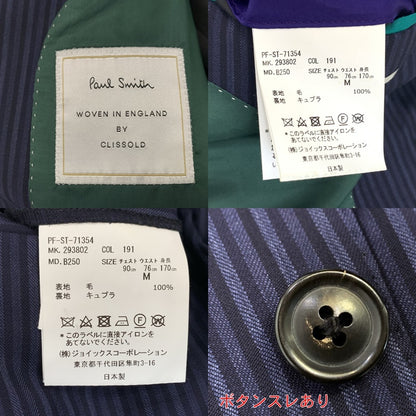 Paul Smith
WOVEN IN ENGLAND
BY
CLISSOLD
PF-ST-71354
MK. 293802 COL 191
MD. B250 SIZE チェスト ウエスト 身長
90㎝ 76㎝ 170㎝
M
表地 毛 100%
裏地 キュプラ
*このラベルに直接アイロンを
あてないでください。
(株)ジョイックスコーポレーション
東京都千代田区隼町3-16
日本製
PF-ST-71354
MK. 293802 COL 191
MD. B250 SIZE チェスト ウエスト 身長
90㎝ 76㎝ 170㎝
M
表地 毛 100%
裏地 キュプラ
*このラベルに直接アイロンを
あてないでください。
(株)ジョイックスコーポレーション
東京都千代田区隼町3-16
日本製
ボタンスレあり